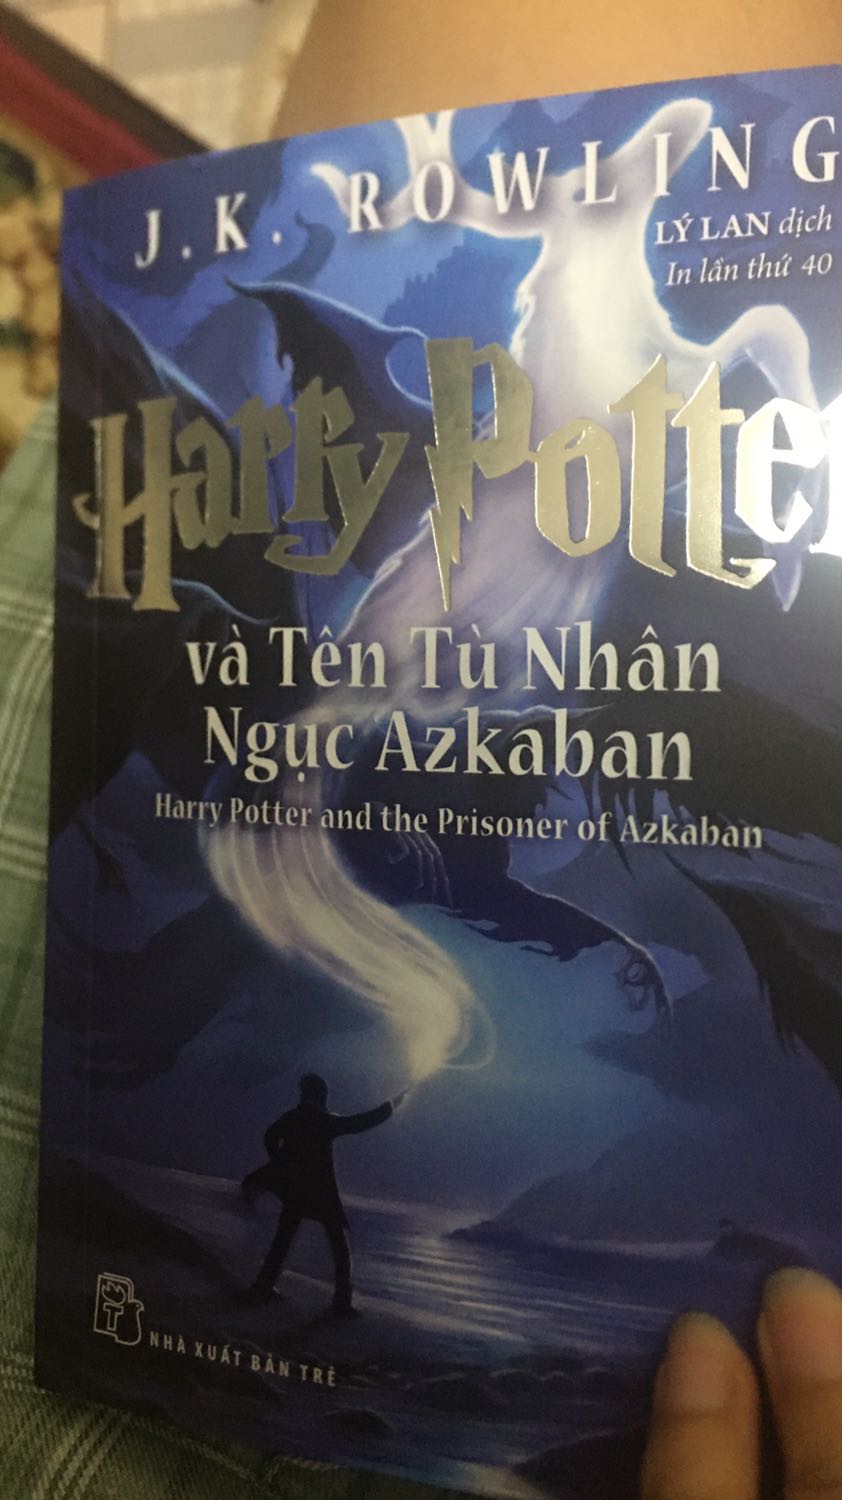 J.K. ROWLING
LÝ LAN dịch
In lần thứ 40
Harry Potter
và Tên Tù Nhân
Ngục Azkaban
Harry Potter and the Prisoner of Azkaban
T
NHÀ XUẤT BẢN TRẺ